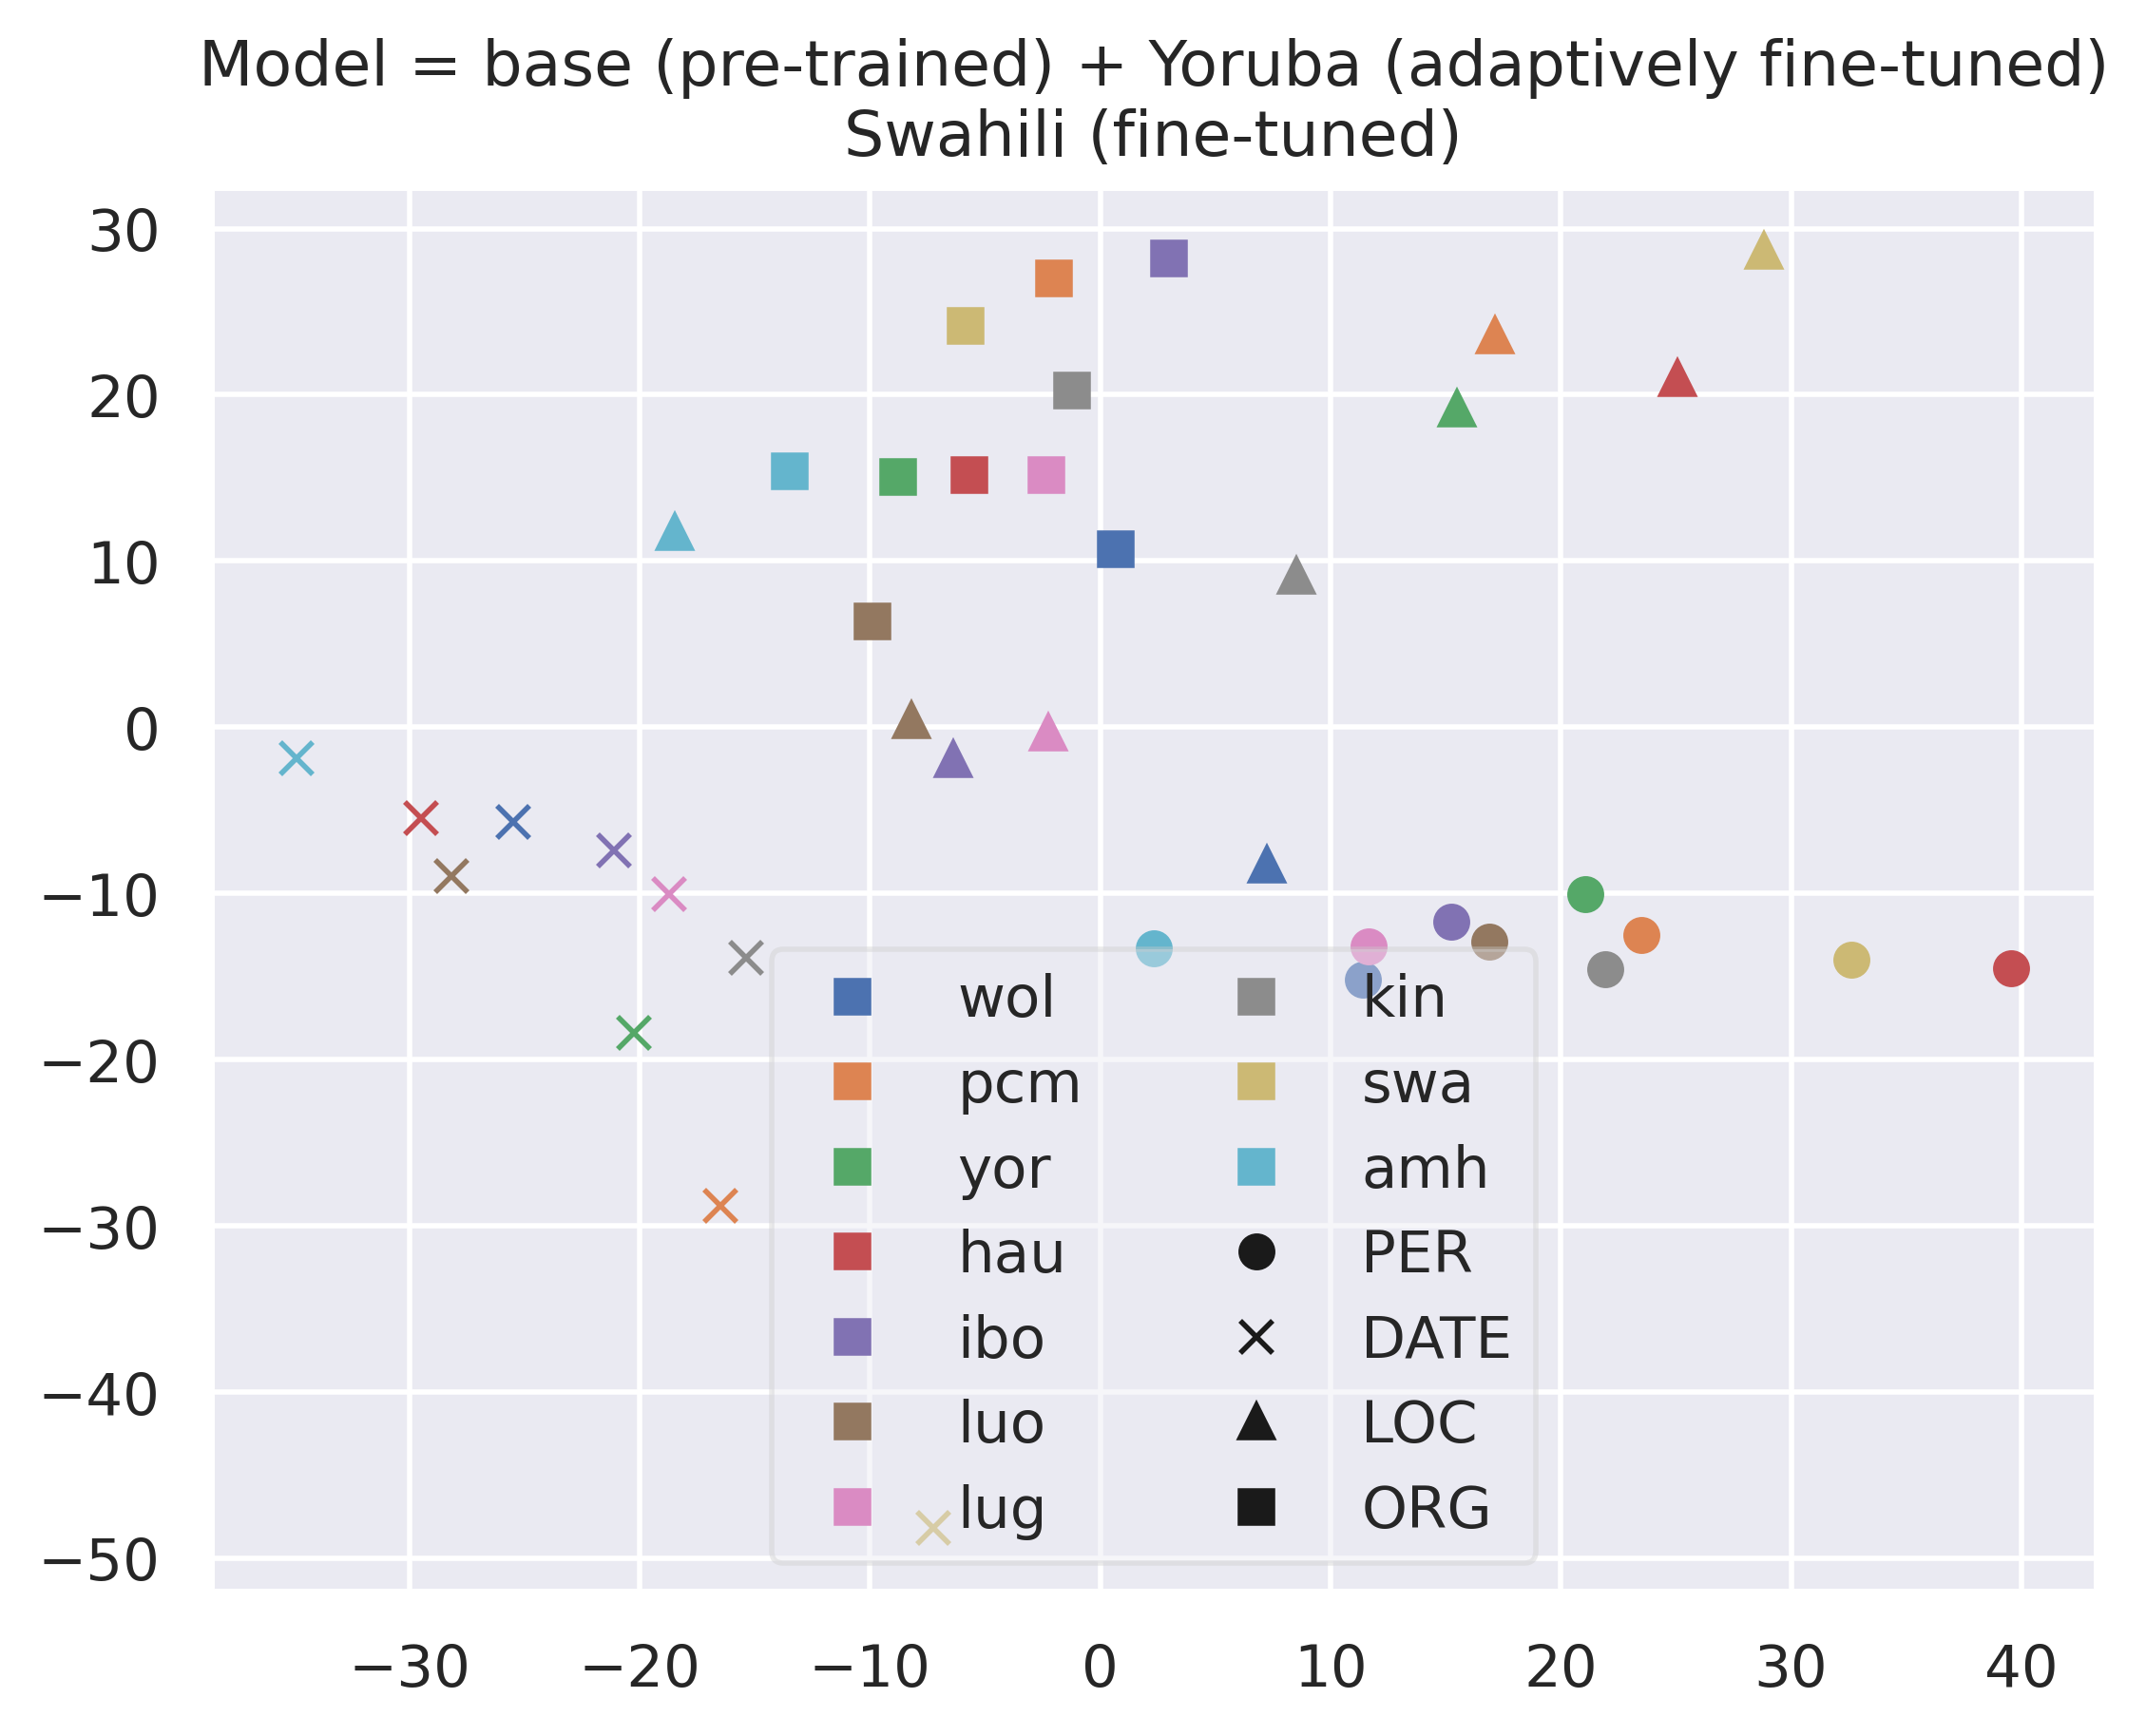 Model = base (pre-trained) + Yoruba (adaptively fine-tuned)
Swahili (fine-tuned)
30
20
10
0
−10
−20
−30
−40
−50
wol
pcm
yor
hau
ibo
luo
lug
kin
swa
amh
PER
DATE
LOC
ORG
−30 −20 −10 0 10 20 30 40